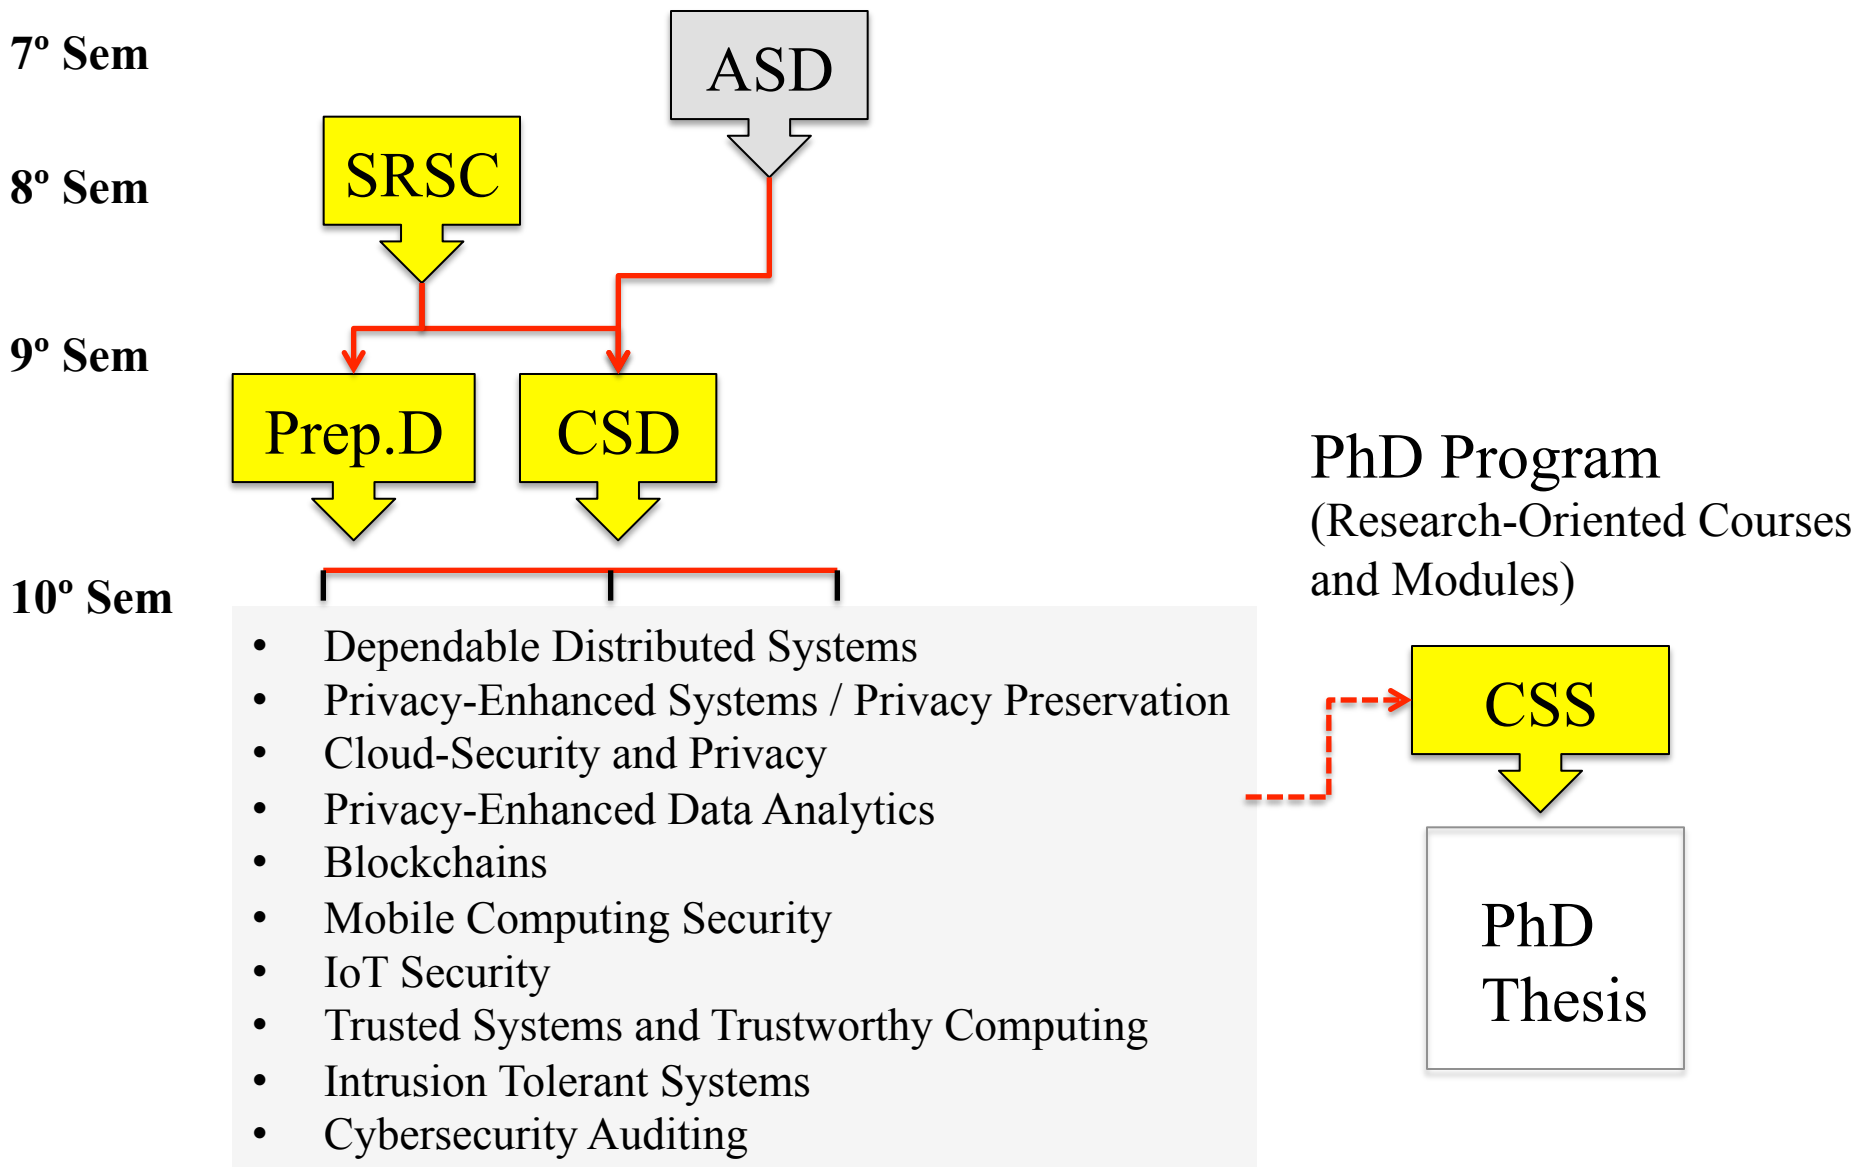 7º Sem
ASD
SRSC
8º Sem
9º Sem
Prep.D
CSD
PhD Program
(Research-Oriented Courses
and Modules)
10º Sem
• Dependable Distributed Systems
• Privacy-Enhanced Systems / Privacy Preservation
• Cloud-Security and Privacy
• Privacy-Enhanced Data Analytics
• Blockchains
• Mobile Computing Security
• IoT Security
• Trusted Systems and Trustworthy Computing
• Intrusion Tolerant Systems
• Cybersecurity Auditing
CSS
PhD
Thesis